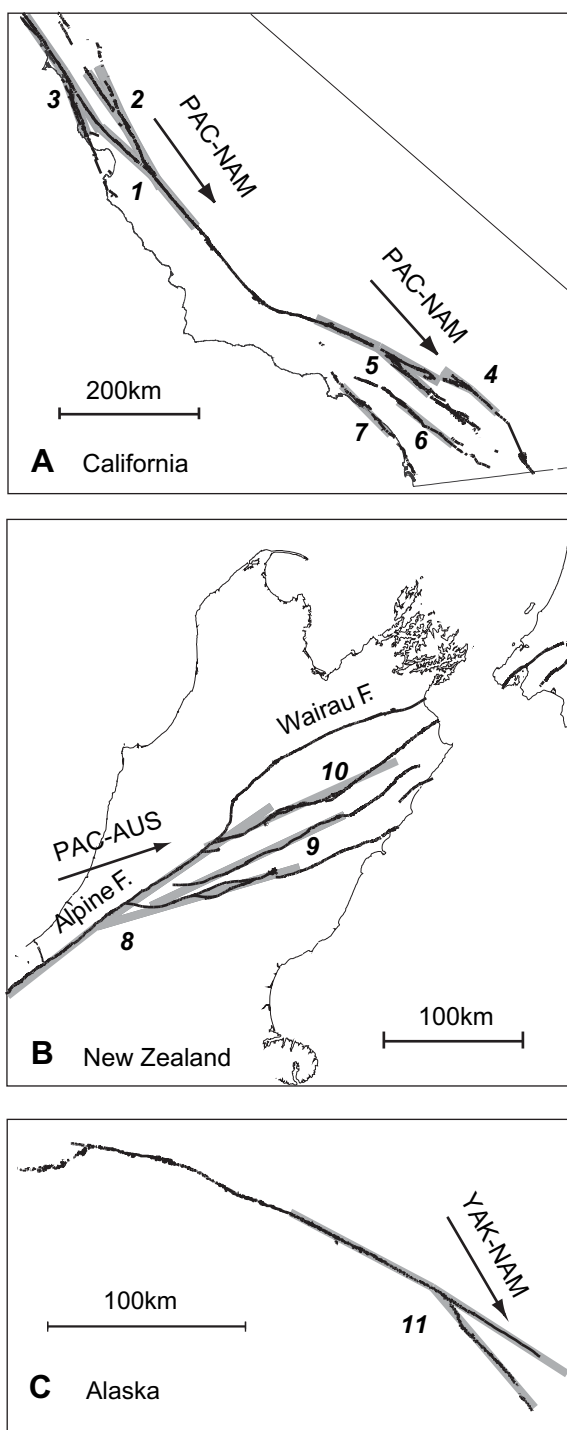 3
2
PAC-NAM
1
PAC-NAM
200km
5
4
7
6
A California
Wairau F.
10
PAC-AUS
9
Alpine F.
8
100km
B New Zealand
YAK-NAM
100km
11
C Alaska